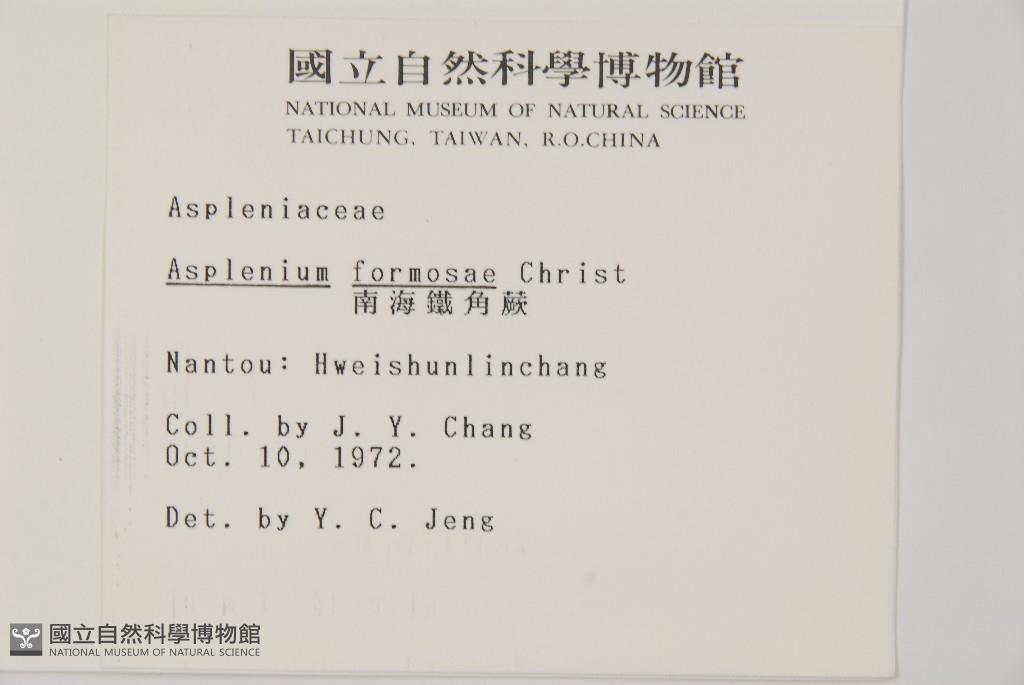 國立自然科學博物館
NATIONAL MUSEUM OF NATURAL SCIENCE
TAICHUNG, TAIWAN, R.O.CHINA
Aspleniaceae
Asplenium formosae Christ
南海鐵角蕨
Nantou: Hweishunlinchang
Coll. by J. Y. Chang
Oct. 10, 1972.
Det. by Y. C. Jeng
國立自然科學博物館
NATIONAL MUSEUM OF NATURAL SCIENCE